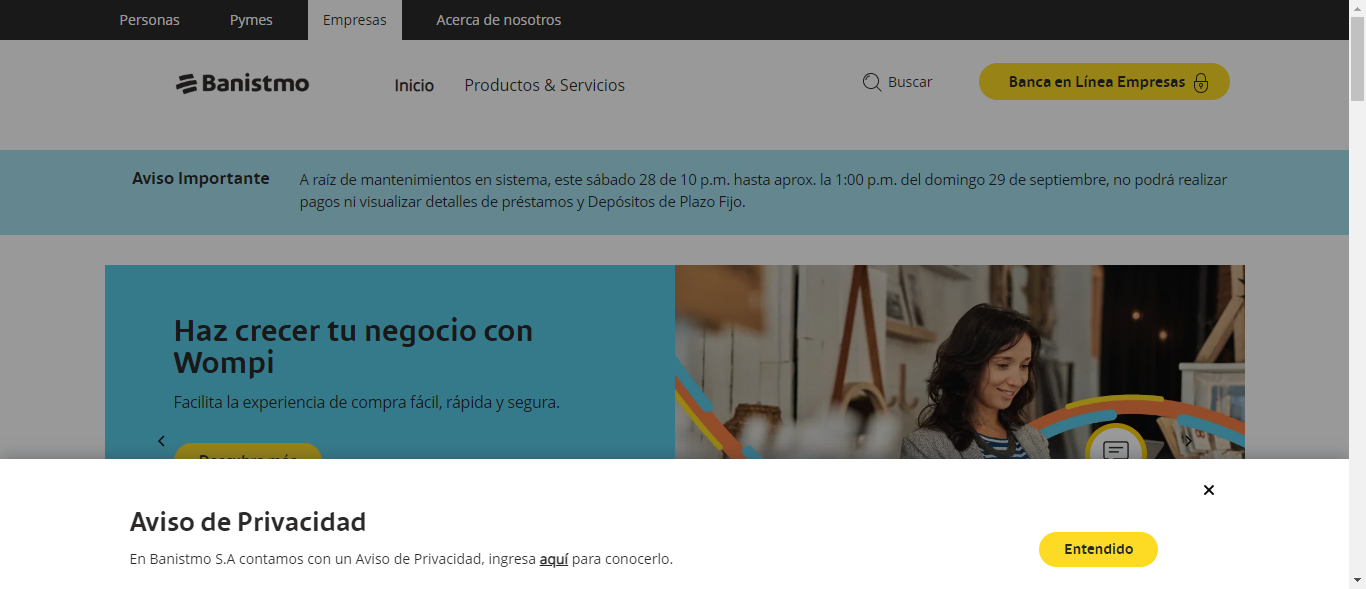 Personas Pymes Empresas Acerca de nosotros
Banistmo Inicio Productos & Servicios Buscar Banca en Línea Empresas
Aviso Importante
A raíz de mantenimientos en sistema, este sábado 28 de 10 p.m. hasta aprox. la 1:00 p.m. del domingo 29 de septiembre, no podrá realizar
pagos ni visualizar detalles de préstamos y Depósitos de Plazo Fijo.
Haz crecer tu negocio con
Wompi
Facilita la experiencia de compra fácil, rápida y segura.
Descubre más
Aviso de Privacidad
En Banistmo S.A contamos con un Aviso de Privacidad, ingresa aquí para conocerlo.
Entendido